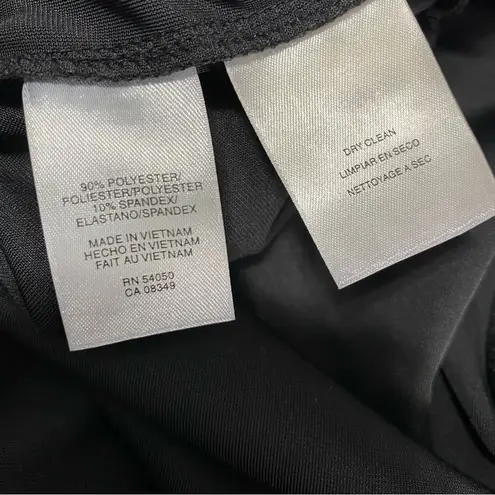 90% POLYESTER/
POLIESTER/POLYESTER
10% SPANDEX/
ELASTANO/SPANDEX
MADE IN VIETNAM
HECHO EN VIETNAM
FAIT AU VIETNAM
RN 54050
CA 08349
DRY CLEAN
LIMPIAR EN SECO
NETTOYAGE A SEC